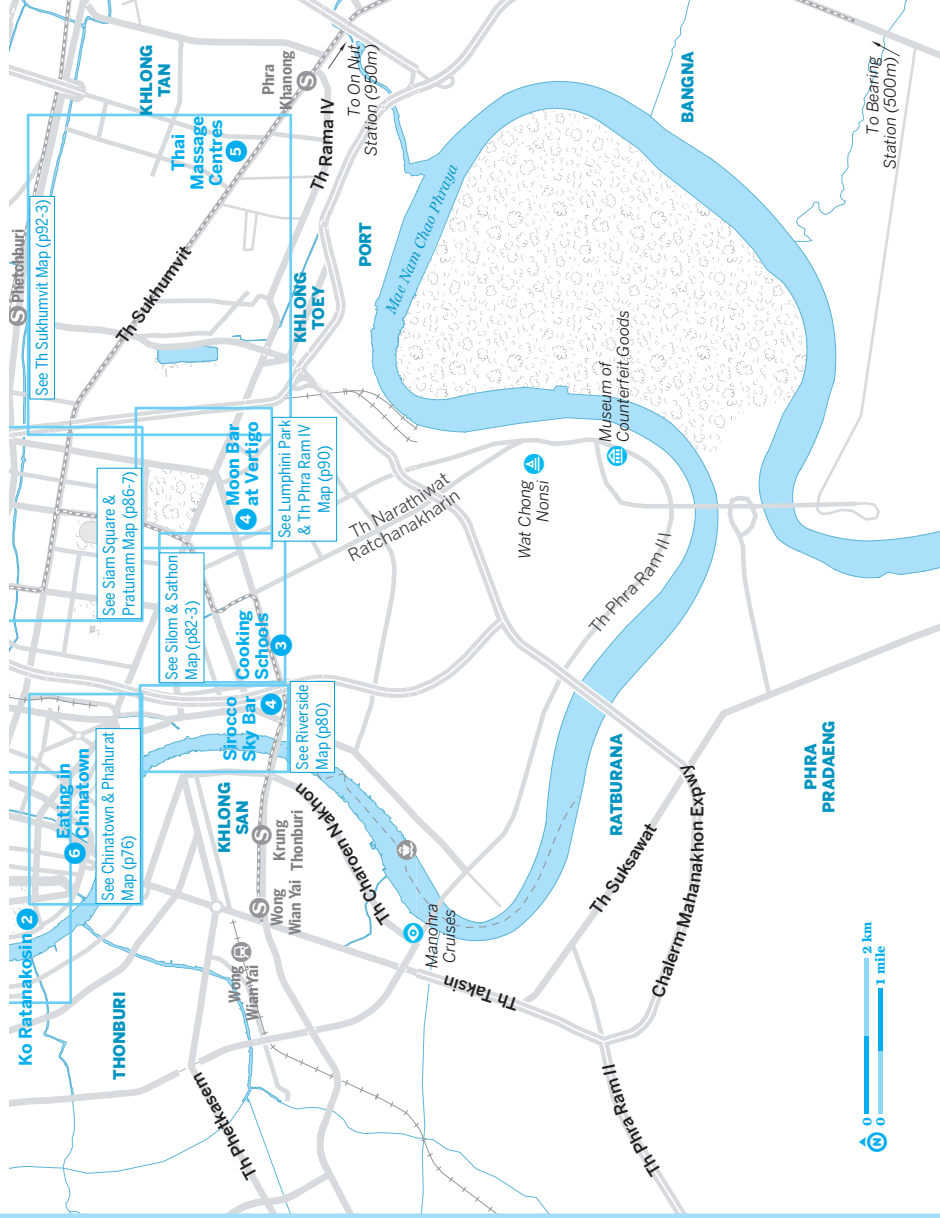 Ko Ratanakosin 2
THONBURI
6 Eating in
Chinatown
See Chinatown & Phahurat
Map (p76)
Th Phetkasem
Wong
Wian Yai
Wong
Wian Yai
Krung
Thonburi
KHLONG
SAN
Sirocco
Sky Bar
4
See Riverside
Map (p80)
Cooking
Schools
3
See Silom & Sathon
Map (p82-3)
See Siam Square &
Pratunam Map (p86-7)
4 Moon Bar
at Vertigo
See Lumphini Park
& Th Phra Ram IV
Map (p90)
S Phetchburi
See Th Sukhumvit Map (p92-3)
Th Sukhumvit
Thai
Massage
Centres
5
KHLONG
TAN
Phra
Khanong
S
To On Nut
Station (950m)
Th Rama IV
KHLONG
TOEY
PORT
Mae Nam Chao Phraya
Th Narathiwat
Ratchanakharin
Wat Chong
Nonsi
Museum of
Counterfeit Goods
Th Phra Ram III
BANGNA
To Bearing
Station (500m)
Th Charoen Nakhon
S
S
Manohra
Cruises
Th Taksin
RATBURANA
Th Suksawat
Chalerm Mahanakhon Expwy
PHRA
PRADAENG
Th Phra Ram II
N
0 2 km
0 1 mile